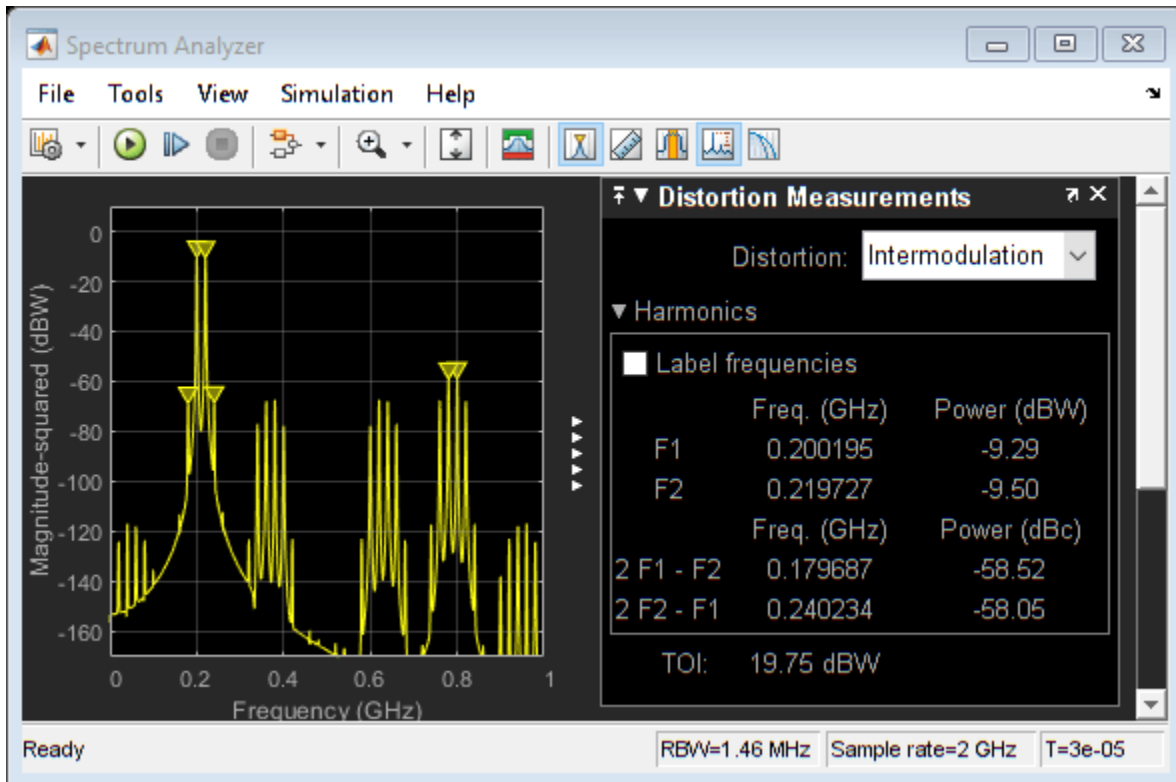 Spectrum Analyzer
File Tools View Simulation Help
Distortion Measurements
Distortion: Intermodulation
Harmonics
Label frequencies
Freq. (GHz) Power (dBW)
F1 0.200195 -9.29
F2 0.219727 -9.50
Freq. (GHz) Power (dBc)
2 F1 - F2 0.179687 -58.52
2 F2 - F1 0.240234 -58.05
TOI: 19.75 dBW
Magnitude-squared (dBW)
0
-20
-40
-60
-80
-100
-120
-140
-160
0 0.2 0.4 0.6 0.8 1
Frequency (GHz)
Ready RBW=1.46 MHz Sample rate=2 GHz T=3e-05